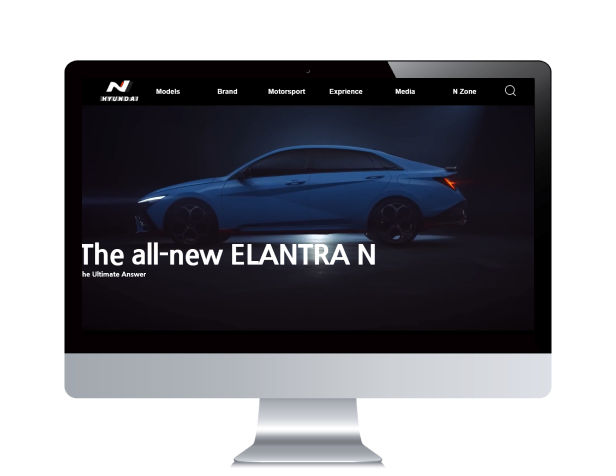 N
HYUNDAI
Models
Brand
Motorsport
Exprience
Media
N Zone
The all-new ELANTRA N
he Ultimate Answer